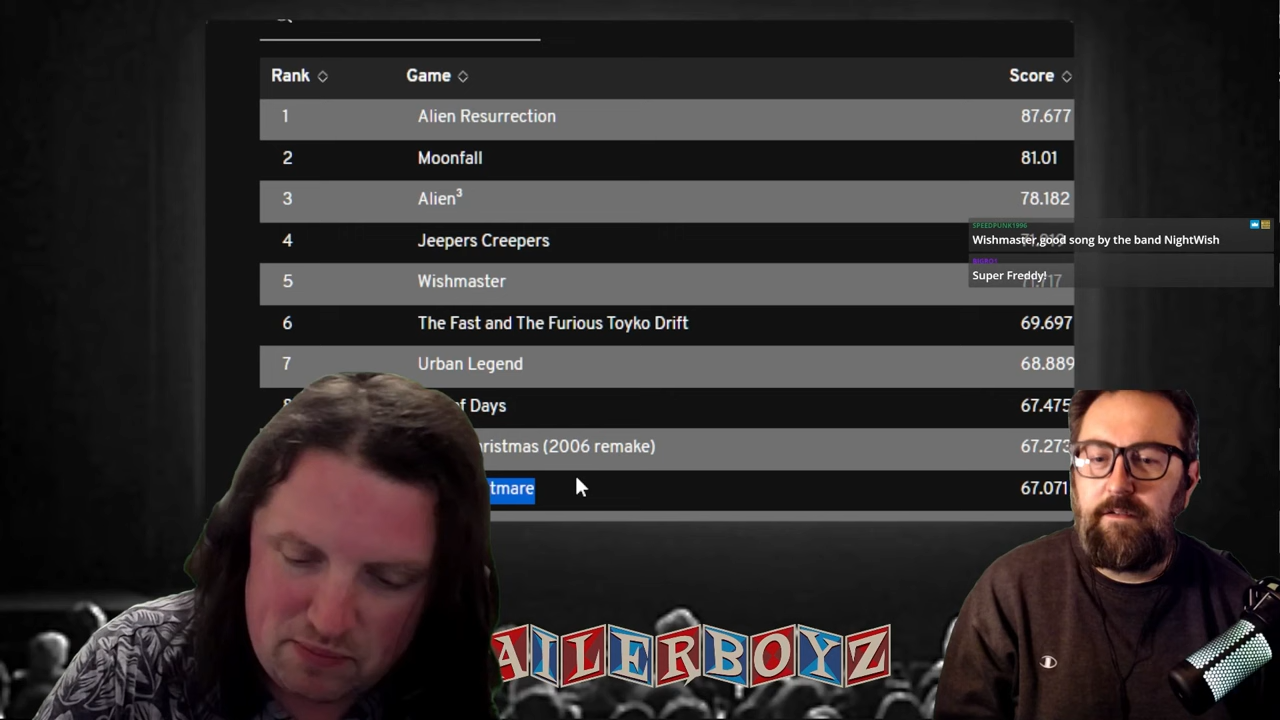 Rank Game Score
1 Alien Resurrection 87.677
2 Moonfall 81.01
3 Alien³ 78.182
SPEEDPUNK1996
4 Jeepers Creepers
Wishmaster,good song by the band NightWish
Super Freddy!
5 Wishmaster
6 The Fast and The Furious Toyko Drift 69.697
7 Urban Legend 68.889
of Days 67.475
ristmas (2006 remake) 67.273
tmare 67.071
AILERBOYZ